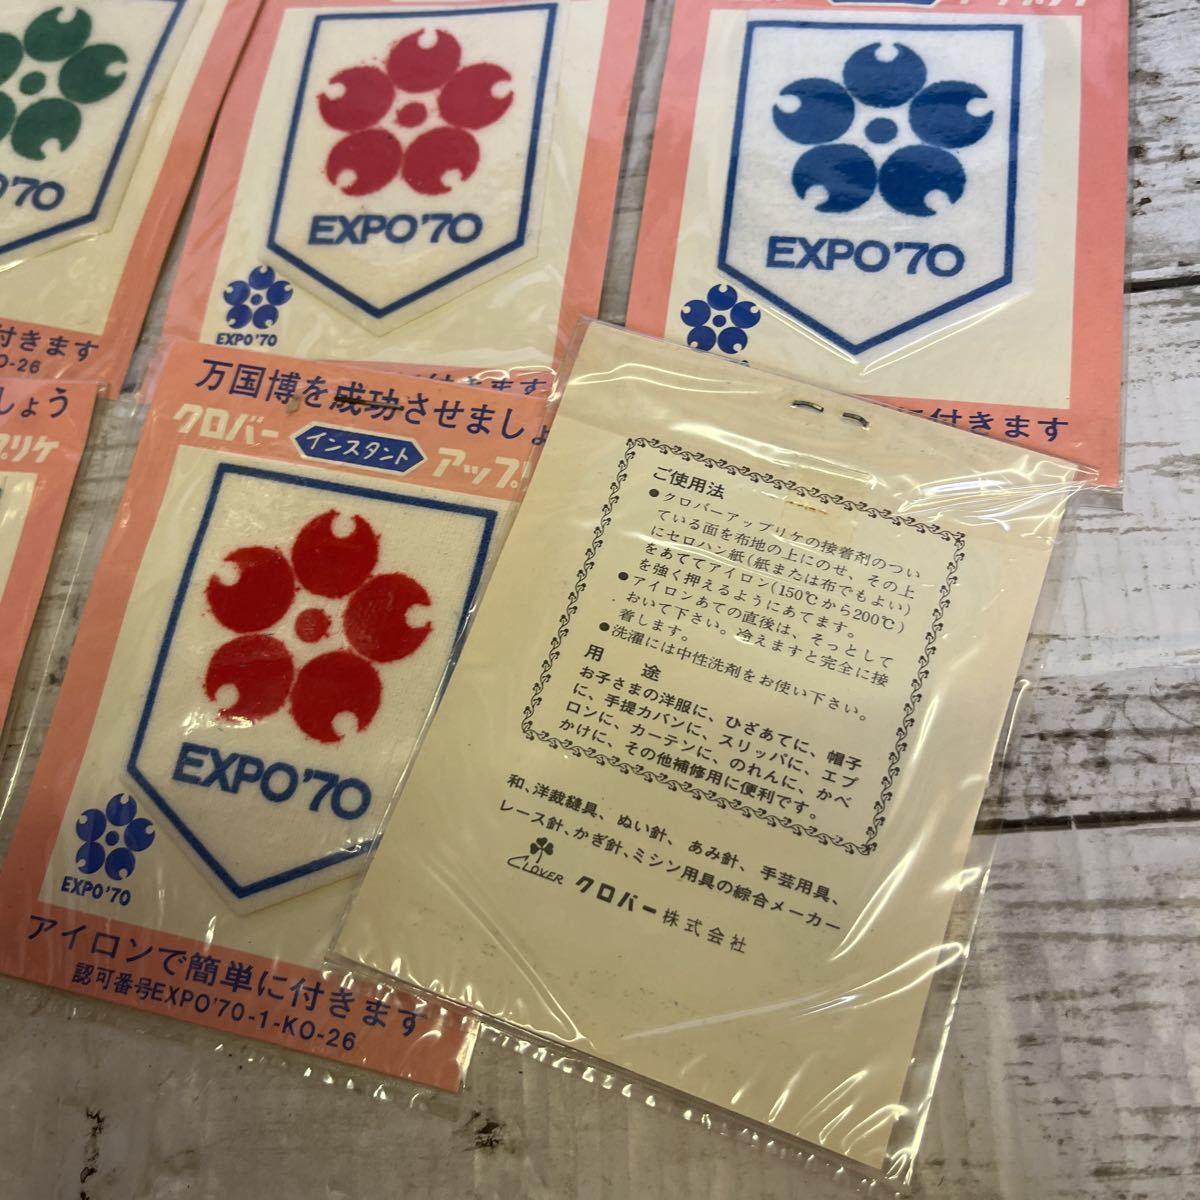 '70
付きます
O-26
EXPO'70
EXPO'70
付きます
EXPO'70
EXPO'70
に付きます
しょう
プリケ
万国博を成功させましょ
クロバー インスタント アップリ
EXPO'70
EXPO'70
アイロンで簡単に付きます
認可番号EXPO'70-1-KO-26
ご使用法
●クロバーアップリケの接着剤のつい
ている面を布地の上にのせ、その上
にセロハン紙(紙または布でもよい)
をあててアイロン(150℃から200℃)
を強く押えるようにあてます。
●アイロンあての直後は、そっとして
おいて下さい。冷えますと完全に接
着します。
●洗濯には中性洗剤をお使い下さい。
用途
お子さまの洋服に、ひざあてに、帽子
に、手提カバンに、スリッパに、エプ
ロンに、カーテンに、のれんに、かべ
かけに、その他補修用に便利です。
和、洋裁縫具、ぬい針、あみ針、手芸用具、
レース針、かぎ針、ミシン用具の綜合メーカー
CLOVER クロバー株式会社